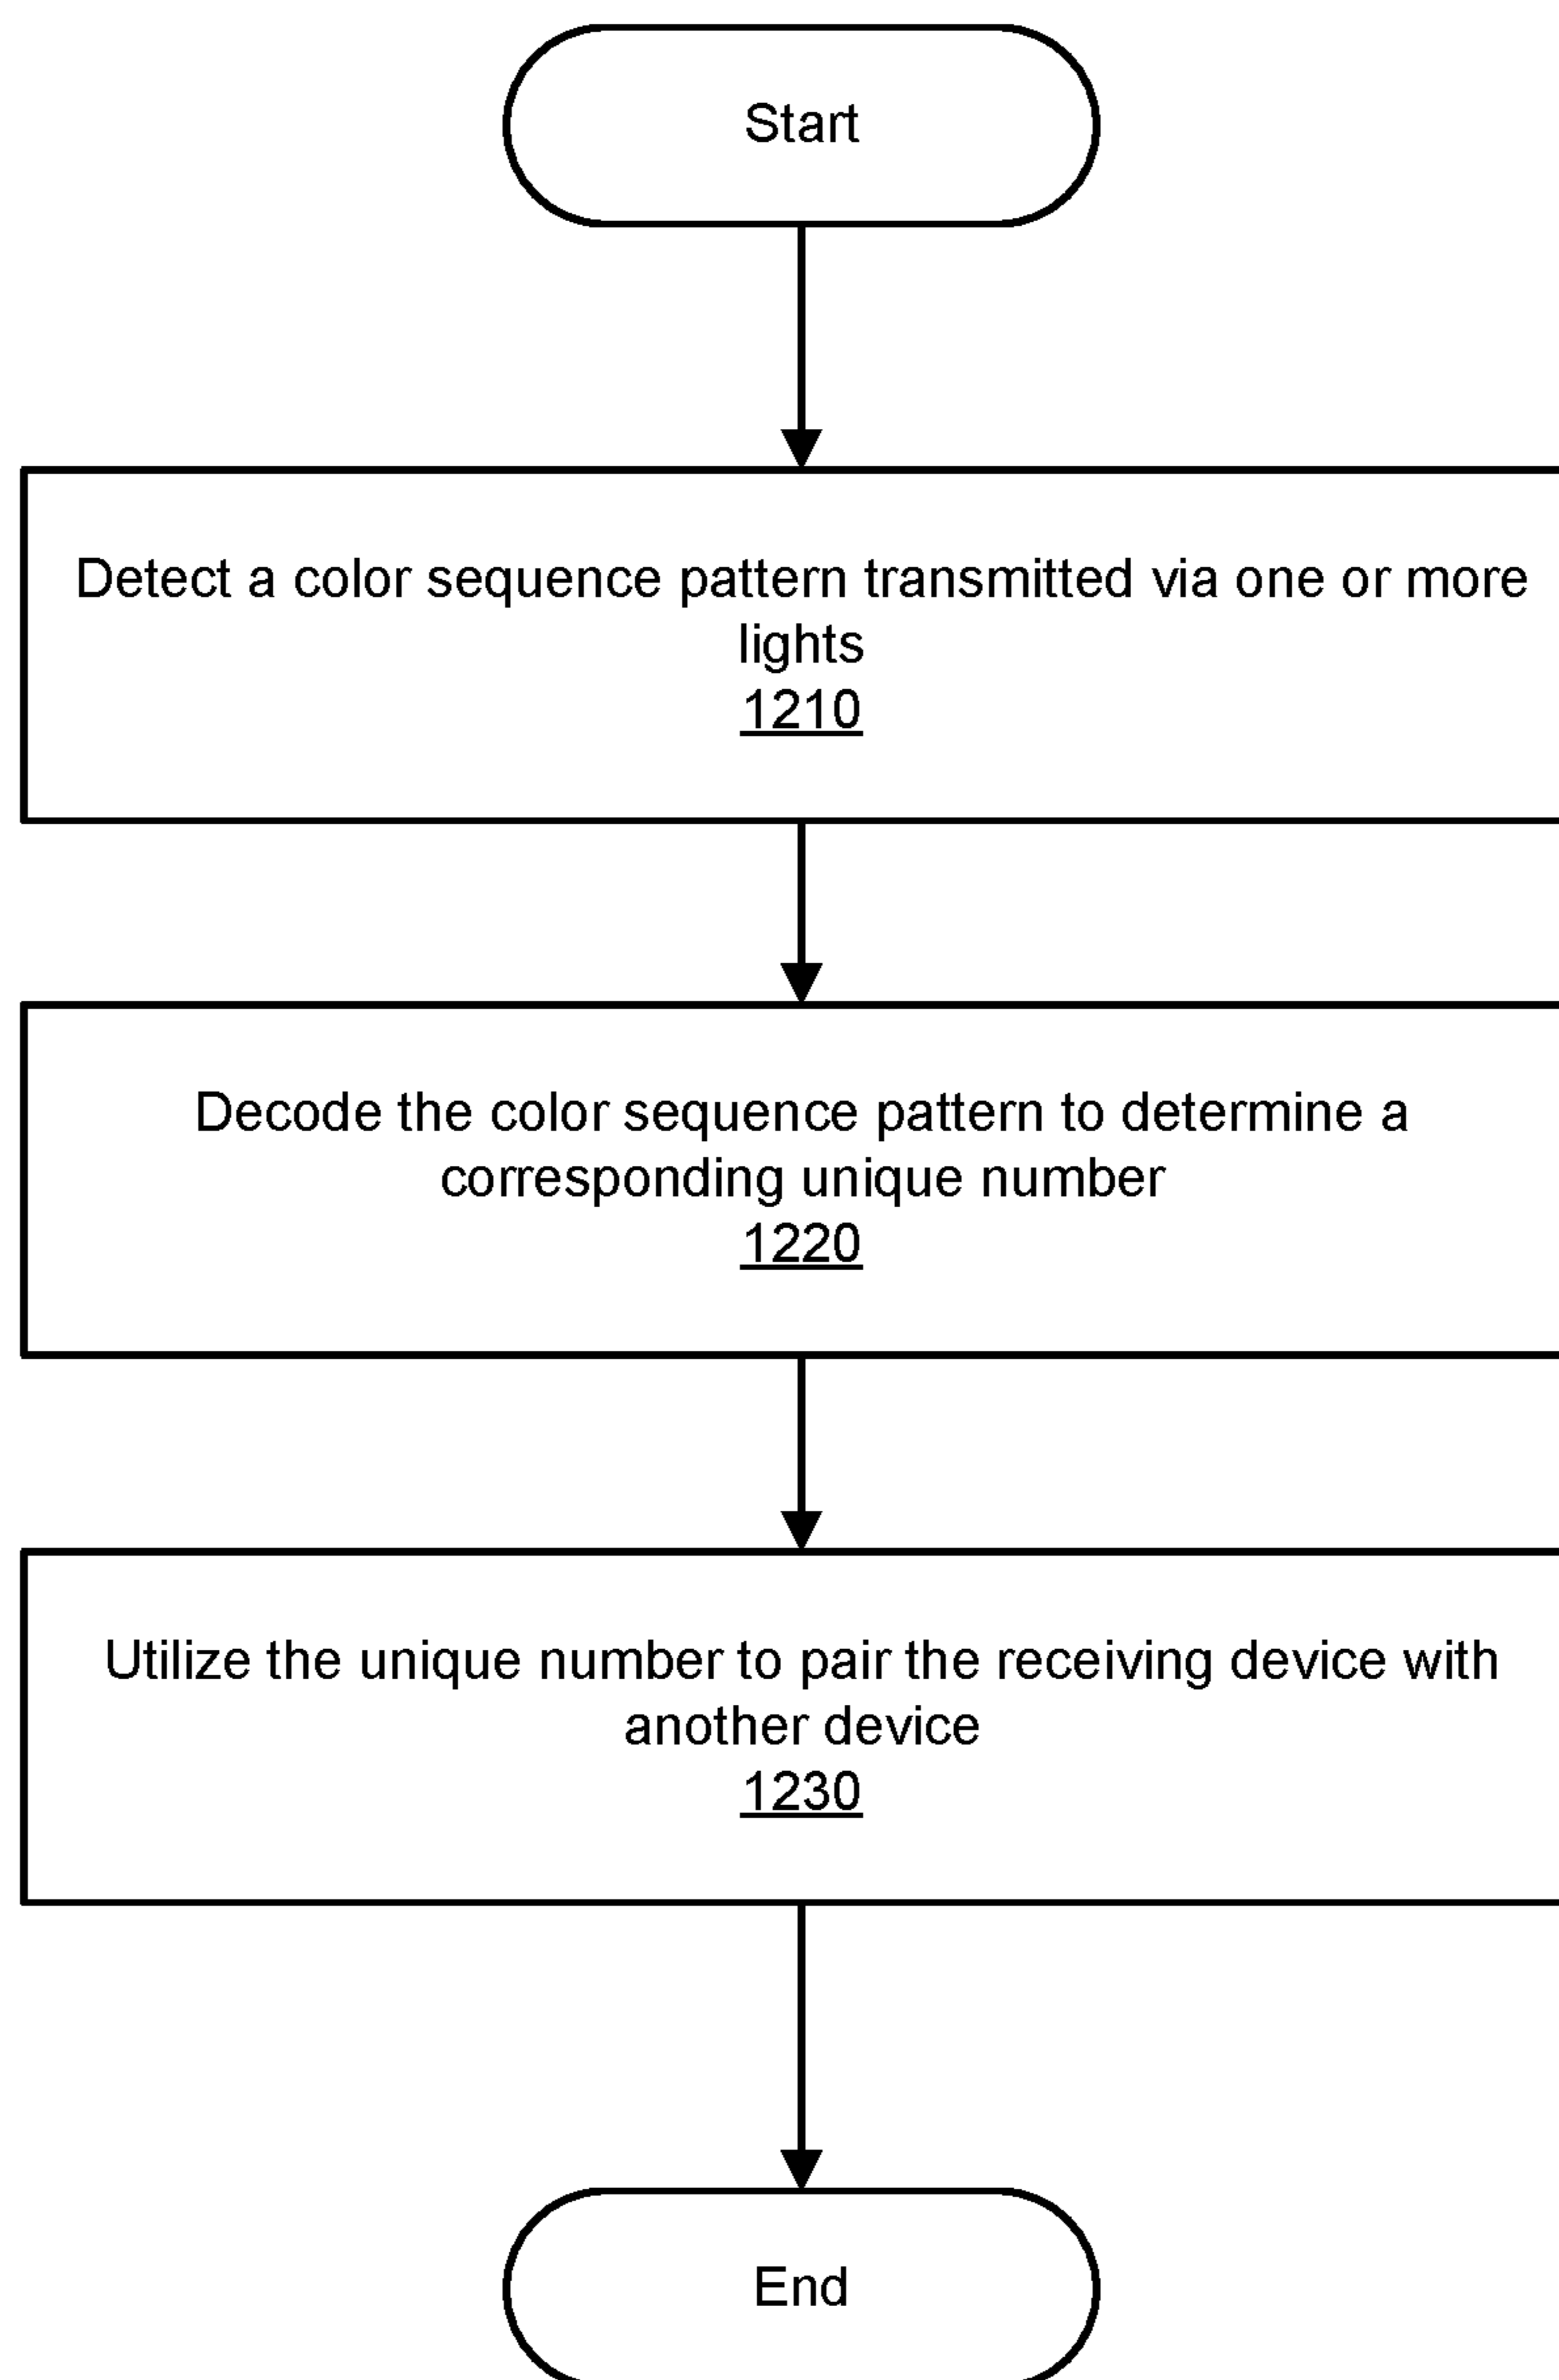 Start
Detect a color sequence pattern transmitted via one or more
lights
1210
Decode the color sequence pattern to determine a
corresponding unique number
1220
Utilize the unique number to pair the receiving device with
another device
1230
End